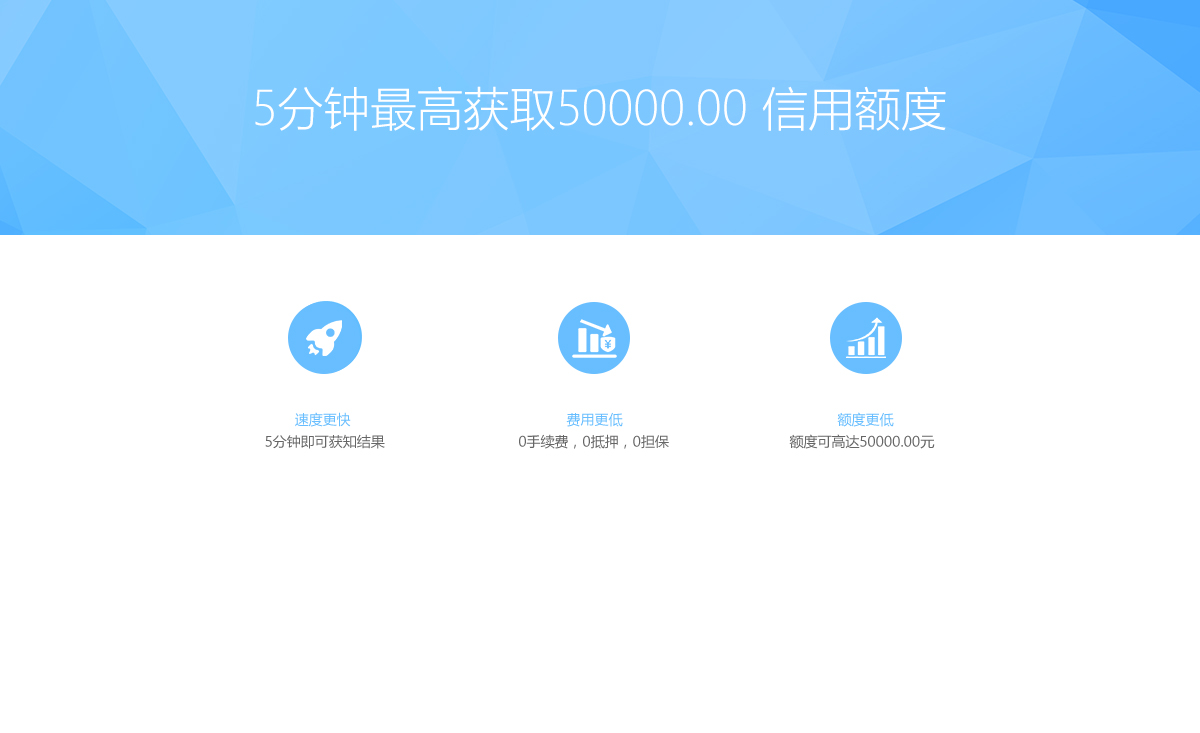 5分钟最高获取50000.00 信用额度
¥
速度更快
5分钟即可获知结果
费用更低
0手续费，0抵押，0担保
额度更低
额度可高达50000.00元